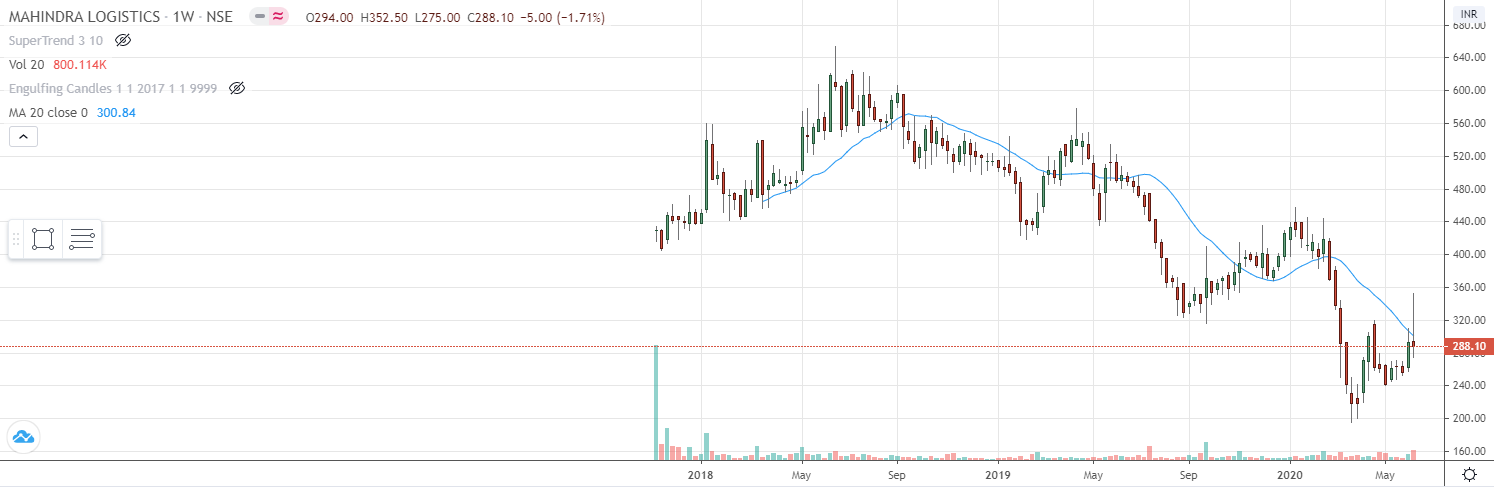 MAHINDRA LOGISTICS · 1W · NSE O294.00 H352.50 L275.00 C288.10 −5.00 (−1.71%)
SuperTrend 3 10
Vol 20 800.114K
Engulfing Candles 1 1 2017 1 1 9999
MA 20 close 0 300.84
INR
680.00
640.00
600.00
560.00
520.00
480.00
440.00
400.00
360.00
320.00
288.10
280.00
240.00
200.00
160.00
2018 May Sep 2019 May Sep 2020 May